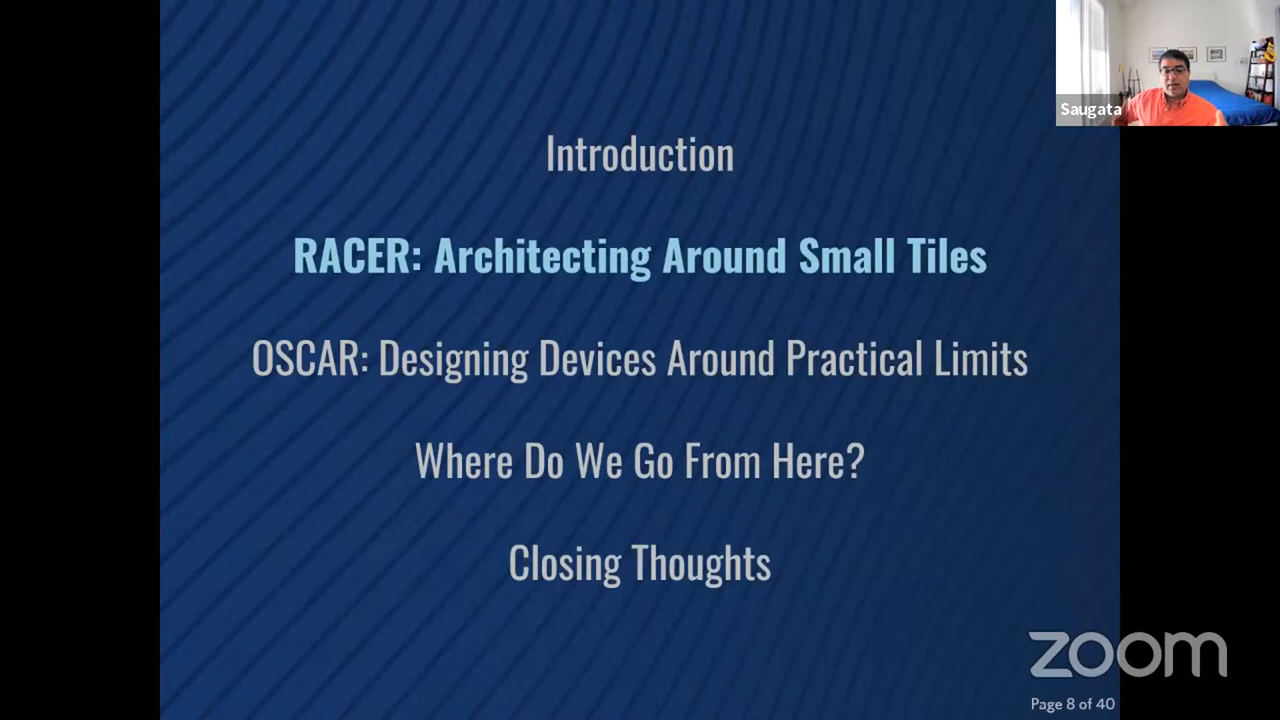 Saugata
Introduction
RACER: Architecting Around Small Tiles
OSCAR: Designing Devices Around Practical Limits
Where Do We Go From Here?
Closing Thoughts
zoom
Page 8 of 40